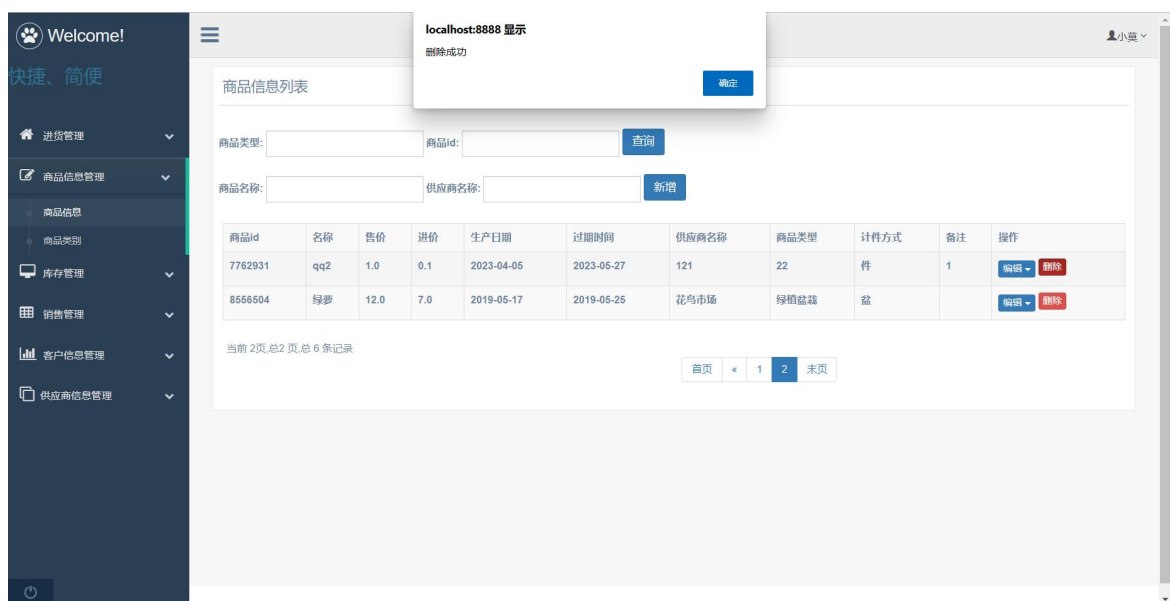 Welcome!
快捷、简便
进货管理
商品信息管理
商品信息
商品类别
库存管理
销售管理
客户信息管理
供应商信息管理
localhost:8888 显示
删除成功
确定
小莫
商品信息列表
商品类型:
商品id:
查询
商品名称:
供应商名称:
新增
商品id 名称 售价 进价 生产日期 过期时间 供应商名称 商品类型 计件方式 备注 操作
7762931 qq2 1.0 0.1 2023-04-05 2023-05-27 121 22 件 1 编辑 删除
8556504 绿萝 12.0 7.0 2019-05-17 2019-05-25 花鸟市场 绿植盆栽 盆 编辑 删除
当前 2页,总2 页,总 6 条记录
首页 « 1 2 末页